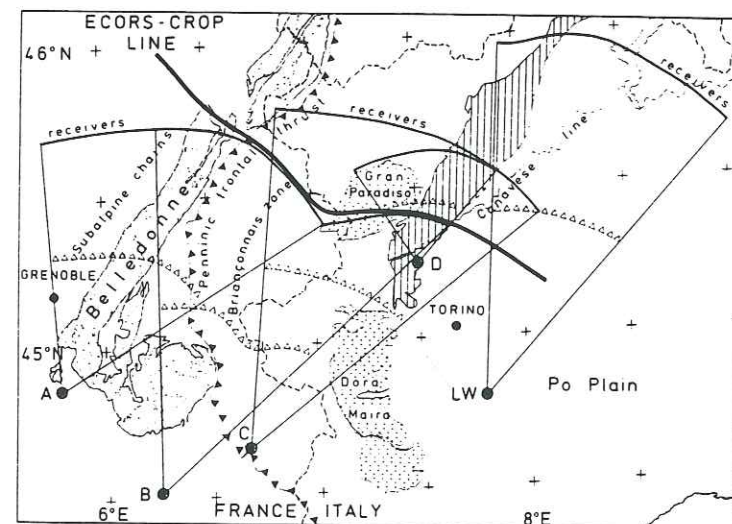 ECORS-CROP
LINE
46°N
receivers
receivers
receivers
Subalpine chains
Belledonne
Penninic frontal thrust
Briançonnais zone
Gran
Paradiso
Canavese line
GRENOBLE
D
TORINO
45°N
A
Dora
Maira
LW
Po Plain
C
B
6°E
FRANCE
ITALY
8°E